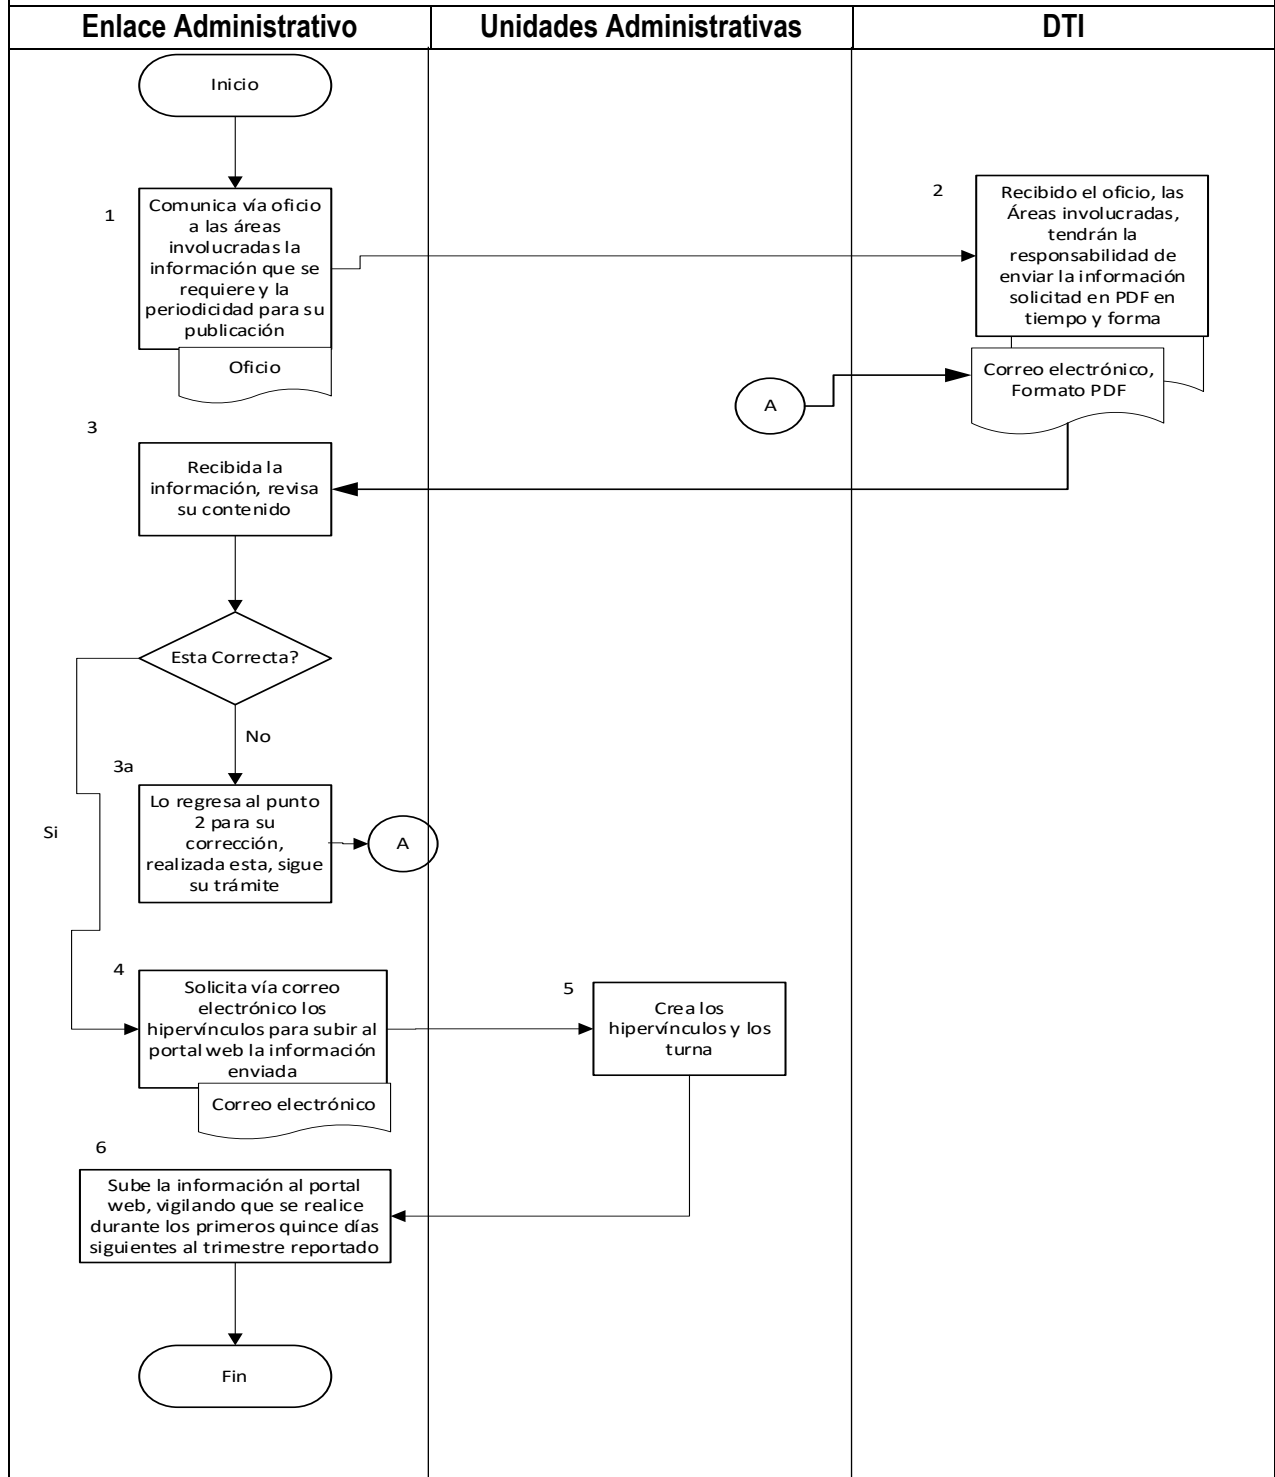 Enlace Administrativo
Unidades Administrativas
DTI
Inicio
1
Comunica vía oficio
a las áreas
involucradas la
información que se
requiere y la
periodicidad para su
publicación
Oficio
2
Recibido el oficio, las
Áreas involucradas,
tendrán la
responsabilidad de
enviar la información
solicitad en PDF en
tiempo y forma
Correo electrónico,
Formato PDF
A
3
Recibida la
información, revisa
su contenido
Esta Correcta?
No
Si
3a
Lo regresa al punto
2 para su
corrección,
realizada esta, sigue
su trámite
A
4
Solicita vía correo
electrónico los
hipervínculos para subir al
portal web la información
enviada
Correo electrónico
5
Crea los
hipervínculos y los
turna
6
Sube la información al portal
web, vigilando que se realice
durante los primeros quince días
siguientes al trimestre reportado
Fin